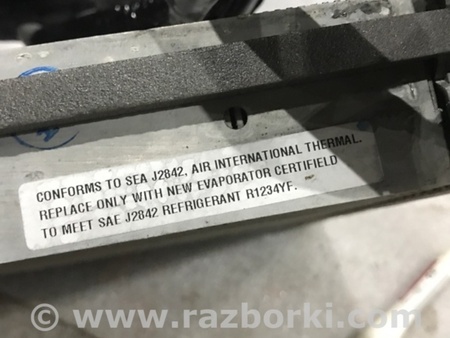 CONFORMS TO SEA J2842, AIR INTERNATIONAL THERMAL.
REPLACE ONLY WITH NEW EVAPORATOR CERTIFIELD
TO MEET SAE J2842 REFRIGERANT R1234YF.
© www.razborki.com